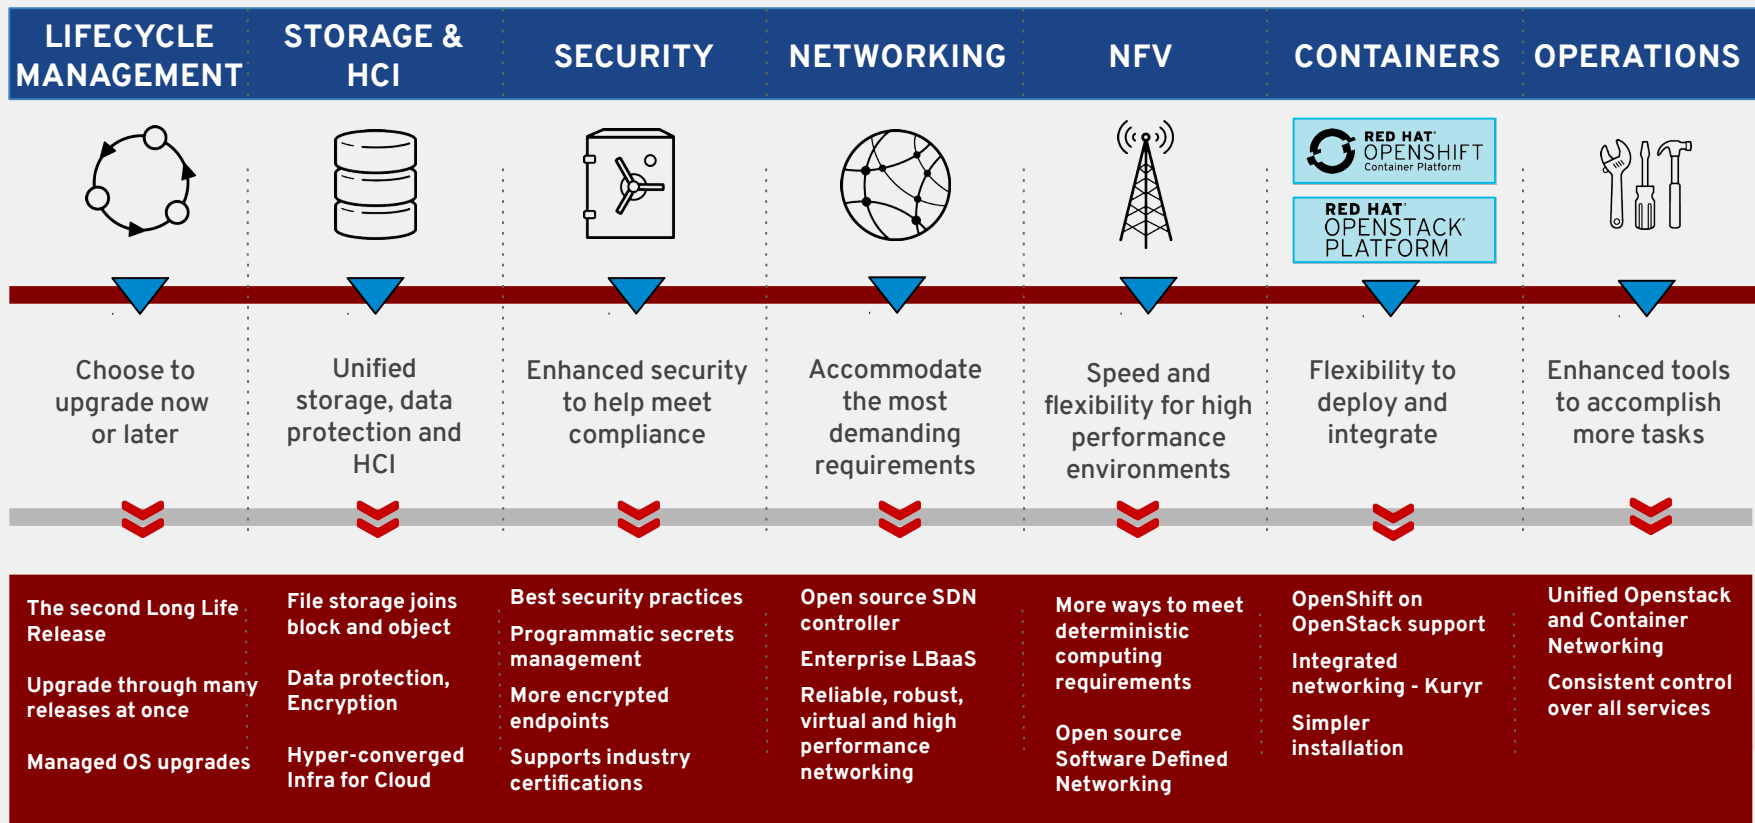 LIFECYCLE
MANAGEMENT
STORAGE &
HCI
SECURITY
NETWORKING
NFV
CONTAINERS
OPERATIONS
RED HAT®
OPENSHIFT
Container Platform
RED HAT®
OPENSTACK®
PLATFORM
Choose to
upgrade now
or later
Unified
storage, data
protection and
HCI
Enhanced security
to help meet
compliance
Accommodate
the most
demanding
requirements
Speed and
flexibility for high
performance
environments
Flexibility to
deploy and
integrate
Enhanced tools
to accomplish
more tasks
The second Long Life
Release
Upgrade through many
releases at once
Managed OS upgrades
File storage joins
block and object
Data protection,
Encryption
Hyper-converged
Infra for Cloud
Best security practices
Programmatic secrets
management
More encrypted
endpoints
Supports industry
certifications
Open source SDN
controller
Enterprise LBaaS
Reliable, robust,
virtual and high
performance
networking
More ways to meet
deterministic
computing
requirements
Open source
Software Defined
Networking
OpenShift on
OpenStack support
Integrated
networking - Kuryr
Simpler
installation
Unified Openstack
and Container
Networking
Consistent control
over all services